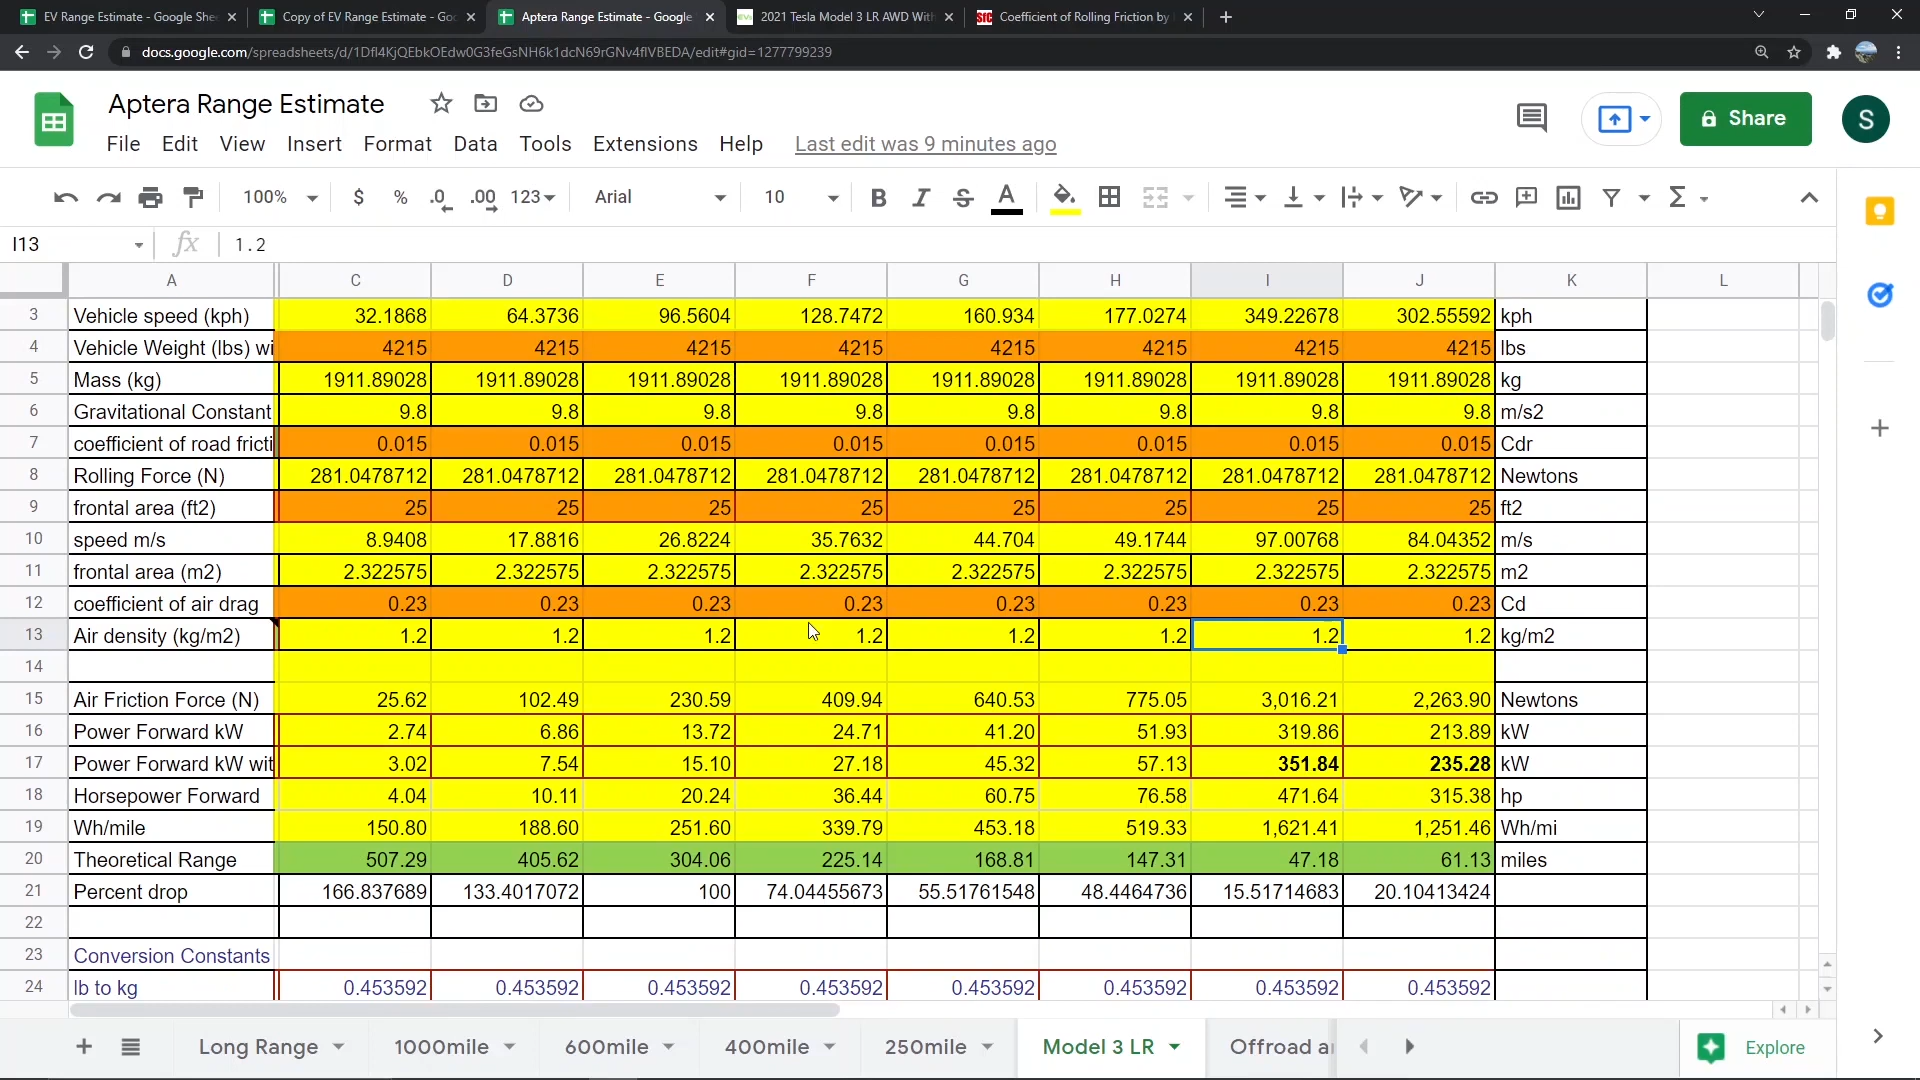 EV Range Estimate - Google She
Copy of EV Range Estimate - Goo
Aptera Range Estimate - Google
2021 Tesla Model 3 LR AWD With
Coefficient of Rolling Friction by
docs.google.com/spreadsheets/d/1Dfl4KjQEbkOEdw0G3feGsNH6k1dcN69rGNv4flVBEDA/edit#gid=1277799239
Aptera Range Estimate
Share
S
File Edit View Insert Format Data Tools Extensions Help Last edit was 9 minutes ago
100% $ % .0 .00 123 Arial 10 B I S A
I13 fx 1.2
A C D E F G H I J K L
3 Vehicle speed (kph) 32.1868 64.3736 96.5604 128.7472 160.934 177.0274 349.22678 302.55592 kph
4 Vehicle Weight (lbs) wi 4215 4215 4215 4215 4215 4215 4215 4215 lbs
5 Mass (kg) 1911.89028 1911.89028 1911.89028 1911.89028 1911.89028 1911.89028 1911.89028 1911.89028 kg
6 Gravitational Constant 9.8 9.8 9.8 9.8 9.8 9.8 9.8 9.8 m/s2
7 coefficient of road fricti 0.015 0.015 0.015 0.015 0.015 0.015 0.015 0.015 Cdr
8 Rolling Force (N) 281.0478712 281.0478712 281.0478712 281.0478712 281.0478712 281.0478712 281.0478712 281.0478712 Newtons
9 frontal area (ft2) 25 25 25 25 25 25 25 25 ft2
10 speed m/s 8.9408 17.8816 26.8224 35.7632 44.704 49.1744 97.00768 84.04352 m/s
11 frontal area (m2) 2.322575 2.322575 2.322575 2.322575 2.322575 2.322575 2.322575 2.322575 m2
12 coefficient of air drag 0.23 0.23 0.23 0.23 0.23 0.23 0.23 0.23 Cd
13 Air density (kg/m2) 1.2 1.2 1.2 1.2 1.2 1.2 1.2 1.2 kg/m2
14
15 Air Friction Force (N) 25.62 102.49 230.59 409.94 640.53 775.05 3,016.21 2,263.90 Newtons
16 Power Forward kW 2.74 6.86 13.72 24.71 41.20 51.93 319.86 213.89 kW
17 Power Forward kW wit 3.02 7.54 15.10 27.18 45.32 57.13 351.84 235.28 kW
18 Horsepower Forward 4.04 10.11 20.24 36.44 60.75 76.58 471.64 315.38 hp
19 Wh/mile 150.80 188.60 251.60 339.79 453.18 519.33 1,621.41 1,251.46 Wh/mi
20 Theoretical Range 507.29 405.62 304.06 225.14 168.81 147.31 47.18 61.13 miles
21 Percent drop 166.837689 133.4017072 100 74.04455673 55.51761548 48.4464736 15.51714683 20.10413424
22
23 Conversion Constants
24 lb to kg 0.453592 0.453592 0.453592 0.453592 0.453592 0.453592 0.453592 0.453592
Long Range 1000mile 600mile 400mile 250mile Model 3 LR Offroad a Explore